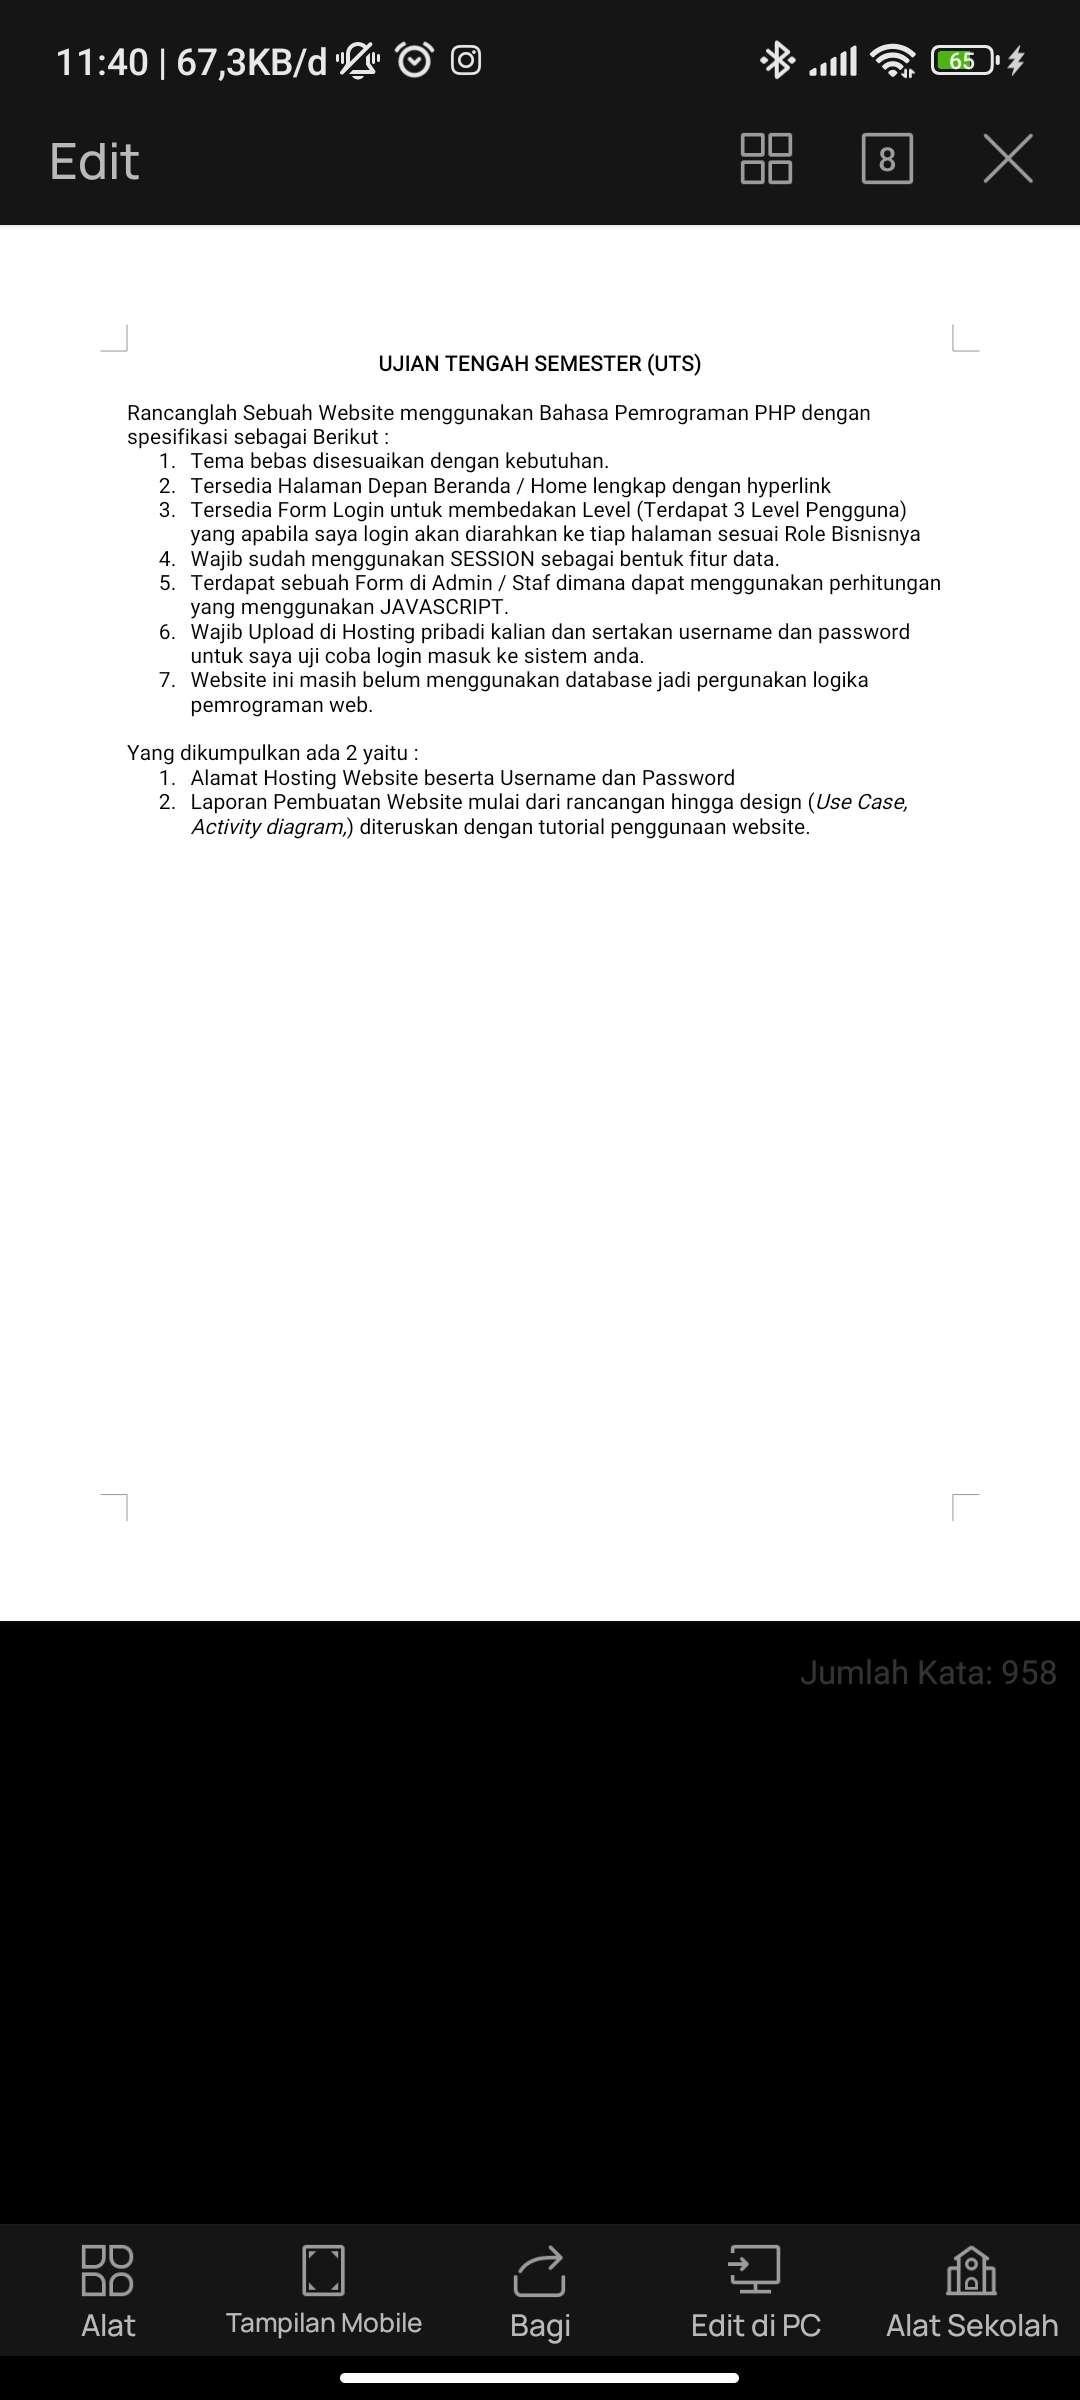 11:40 | 67,3KB/d
65
Edit
8
UJIAN TENGAH SEMESTER (UTS)
Rancanglah Sebuah Website menggunakan Bahasa Pemrograman PHP dengan
spesifikasi sebagai Berikut :
1. Tema bebas disesuaikan dengan kebutuhan.
2. Tersedia Halaman Depan Beranda / Home lengkap dengan hyperlink
3. Tersedia Form Login untuk membedakan Level (Terdapat 3 Level Pengguna)
yang apabila saya login akan diarahkan ke tiap halaman sesuai Role Bisnisnya
4. Wajib sudah menggunakan SESSION sebagai bentuk fitur data.
5. Terdapat sebuah Form di Admin / Staf dimana dapat menggunakan perhitungan
yang menggunakan JAVASCRIPT.
6. Wajib Upload di Hosting pribadi kalian dan sertakan username dan password
untuk saya uji coba login masuk ke sistem anda.
7. Website ini masih belum menggunakan database jadi pergunakan logika
pemrograman web.
Yang dikumpulkan ada 2 yaitu :
1. Alamat Hosting Website beserta Username dan Password
2. Laporan Pembuatan Website mulai dari rancangan hingga design (Use Case,
Activity diagram,) diteruskan dengan tutorial penggunaan website.
Jumlah Kata: 958
Alat
Tampilan Mobile
Bagi
Edit di PC
Alat Sekolah